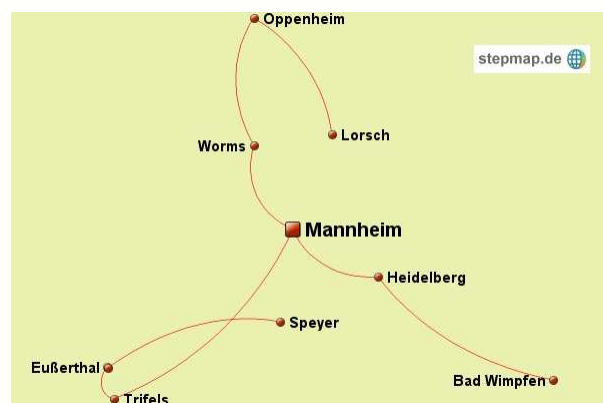 Oppenheim
stepmap.de
Lorsch
Worms
Mannheim
Heidelberg
Speyer
Eußerthal
Bad Wimpfen
Trifels